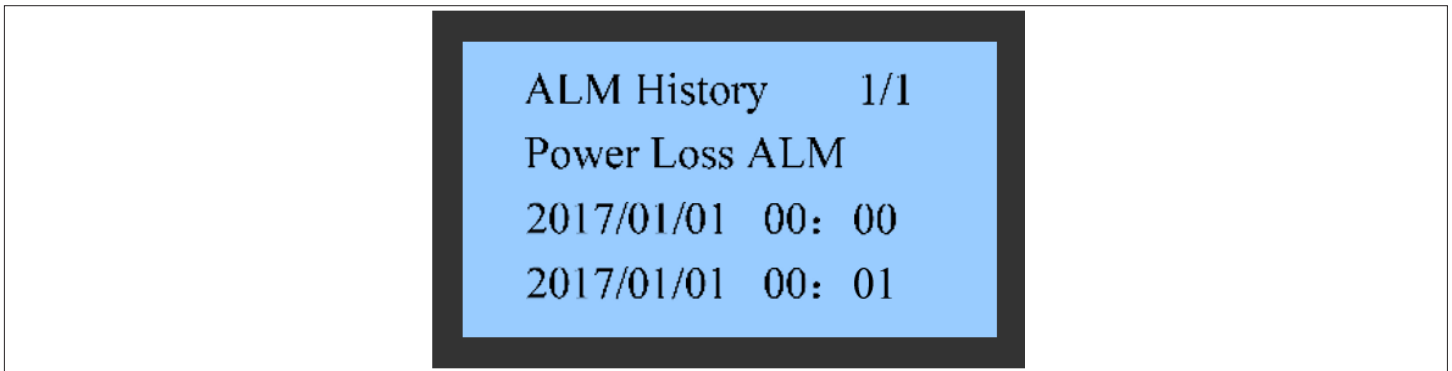 ALM History 1/1
Power Loss ALM
2017/01/01 00： 00
2017/01/01 00： 01